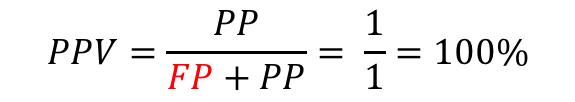 PPV = PP / (FP + PP) = 1/1 = 100%